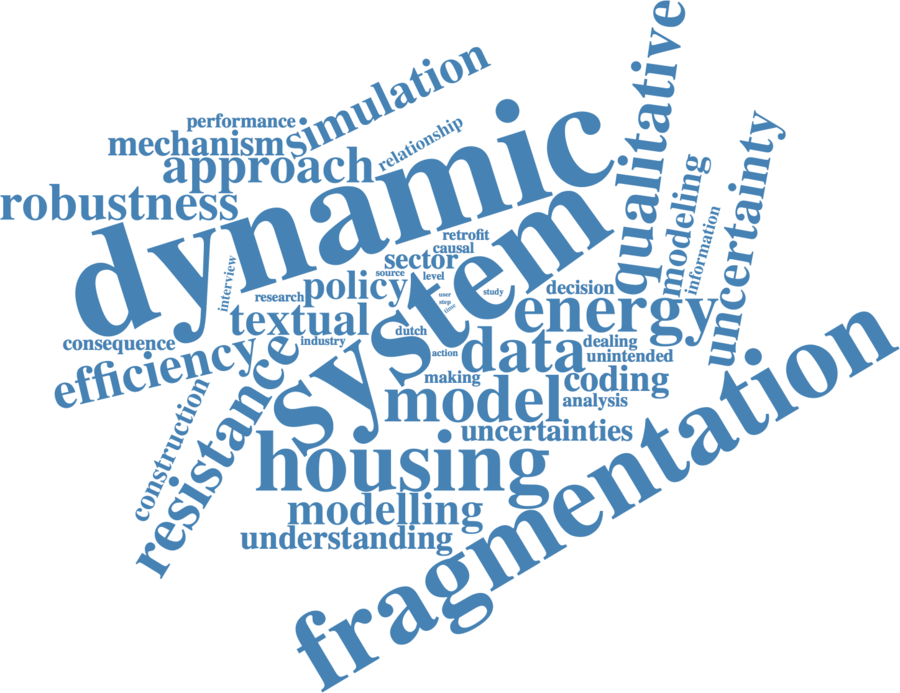 qualitative
simulation
performance
mechanism
relationship
approach
dynamic
robustness
uncertainty
modeling
information
system
retrofit
causal
sector
source
level
interview
research
policy
user
step
time
study
decision
energy
textual
dutch
industry
consequence
efficiency
action
data
dealing
unintended
making
coding
model
analysis
resistance
construction
uncertainties
housing
modelling
understanding
fragmentation